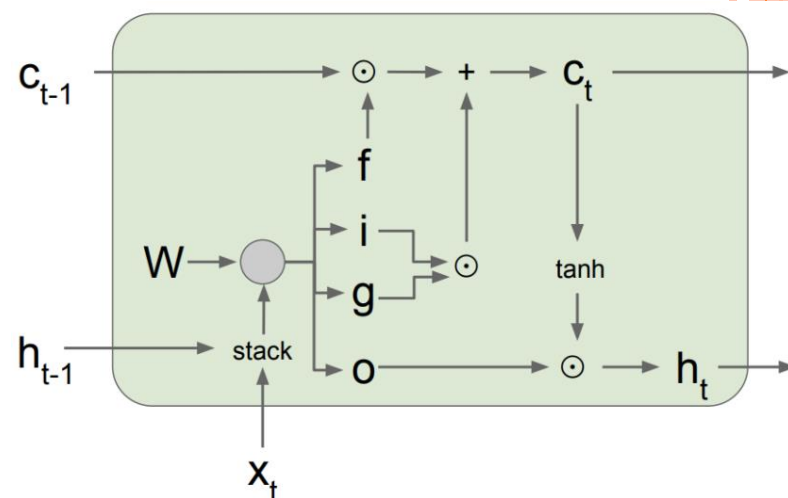 c_{t-1} ⊙ + c_t
f
W i ⊙ tanh
g
h_{t-1} stack o ⊙ h_t
x_t